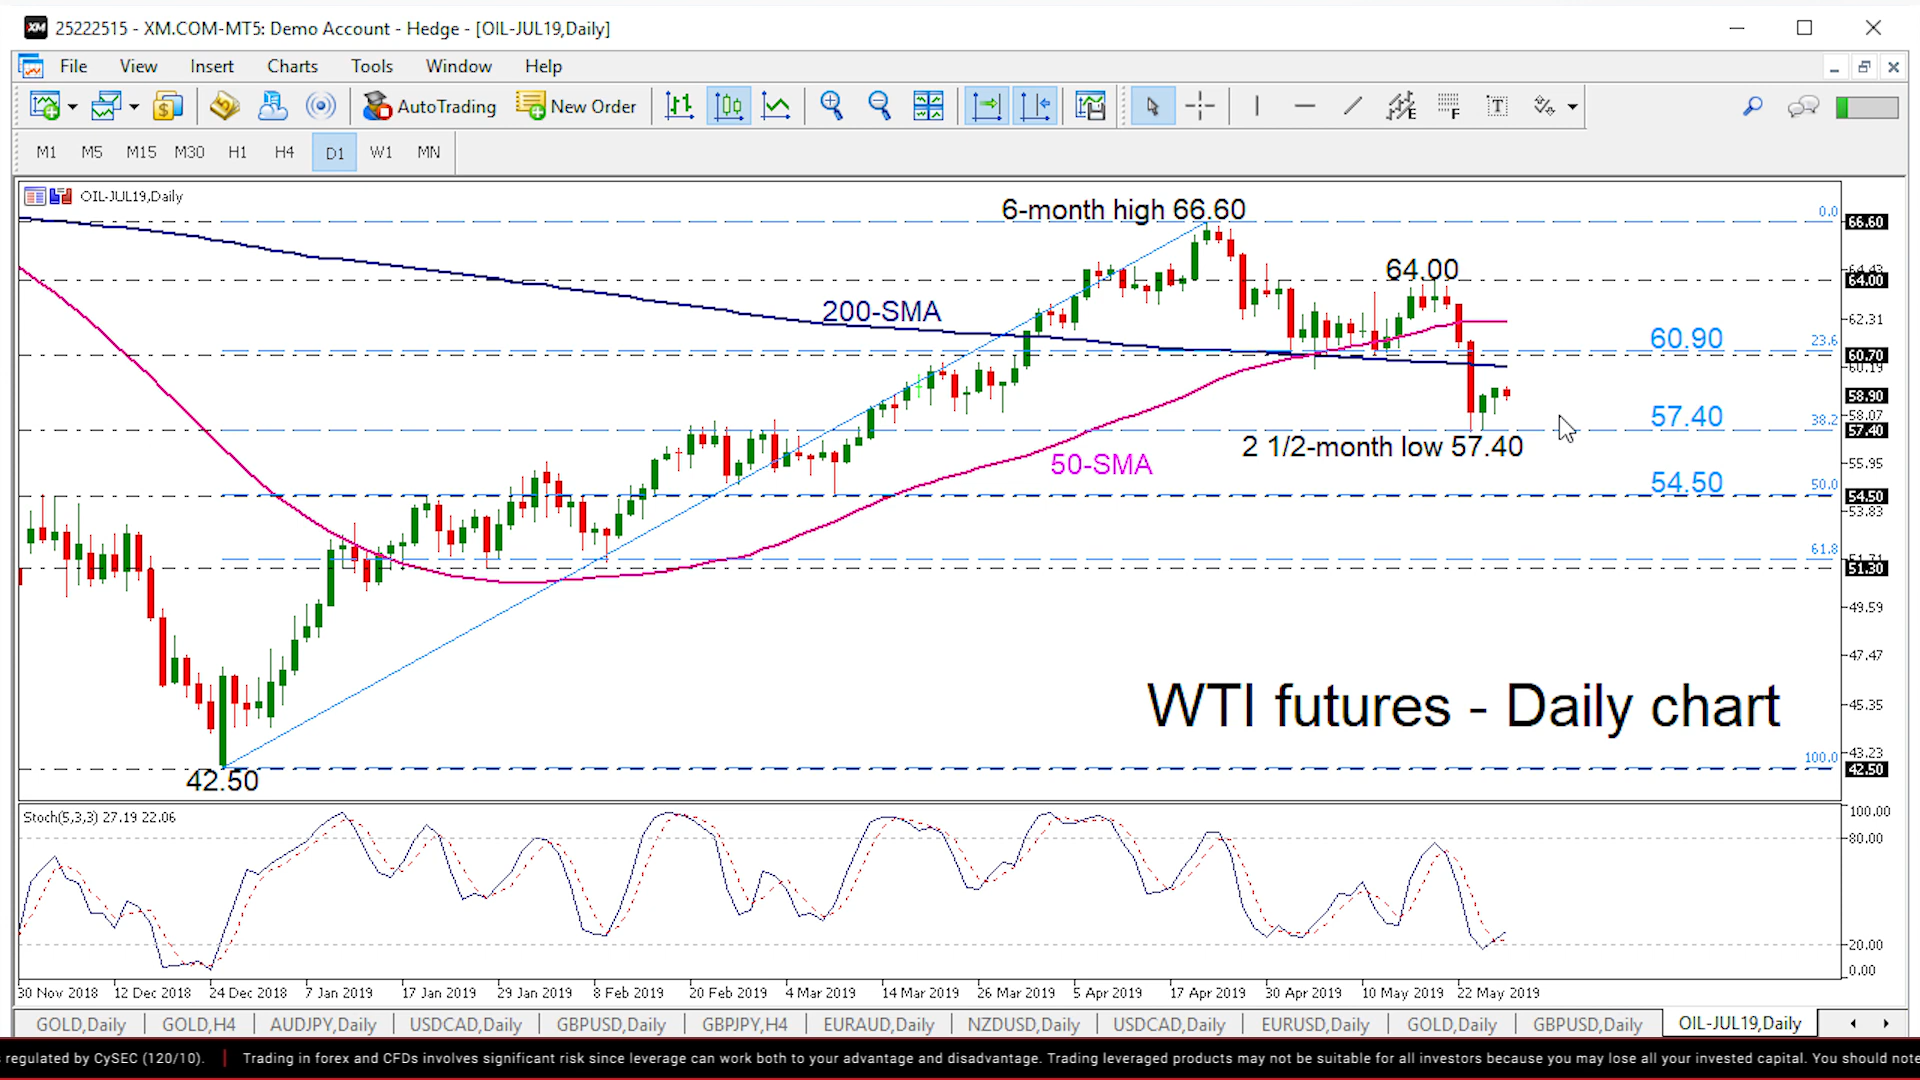 XM 25222515 - XM.COM-MT5: Demo Account - Hedge - [OIL-JUL19,Daily]
File View Insert Charts Tools Window Help
AutoTrading New Order
M1 M5 M15 M30 H1 H4 D1 W1 MN
OIL-JUL19,Daily
6-month high 66.60
0.0
66.60
64.00
64.43
64.00
200-SMA
62.31
60.90
23.6
60.70
60.19
58.90
57.40
58.07
38.2
57.40
2 1/2-month low 57.40
50-SMA
55.95
54.50
50.0
54.50
53.83
61.8
51.71
51.30
49.59
47.47
WTI futures - Daily chart
45.35
43.23
100.0
42.50
42.50
Stoch(5,3,3) 27.19 22.06
100.00
80.00
20.00
0.00
30 Nov 2018 12 Dec 2018 24 Dec 2018 7 Jan 2019 17 Jan 2019 29 Jan 2019 8 Feb 2019 20 Feb 2019 4 Mar 2019 14 Mar 2019 26 Mar 2019 5 Apr 2019 17 Apr 2019 30 Apr 2019 10 May 2019 22 May 2019
GOLD,Daily GOLD,H4 AUDJPY,Daily USDCAD,Daily GBPUSD,Daily GBPJPY,H4 EURAUD,Daily NZDUSD,Daily USDCAD,Daily EURUSD,Daily GOLD,Daily GBPUSD,Daily OIL-JUL19,Daily
s regulated by CySEC (120/10). | Trading in forex and CFDs involves significant risk since leverage can work both to your advantage and disadvantage. Trading leveraged products may not be suitable for all investors because you may lose all your invested capital. You should note